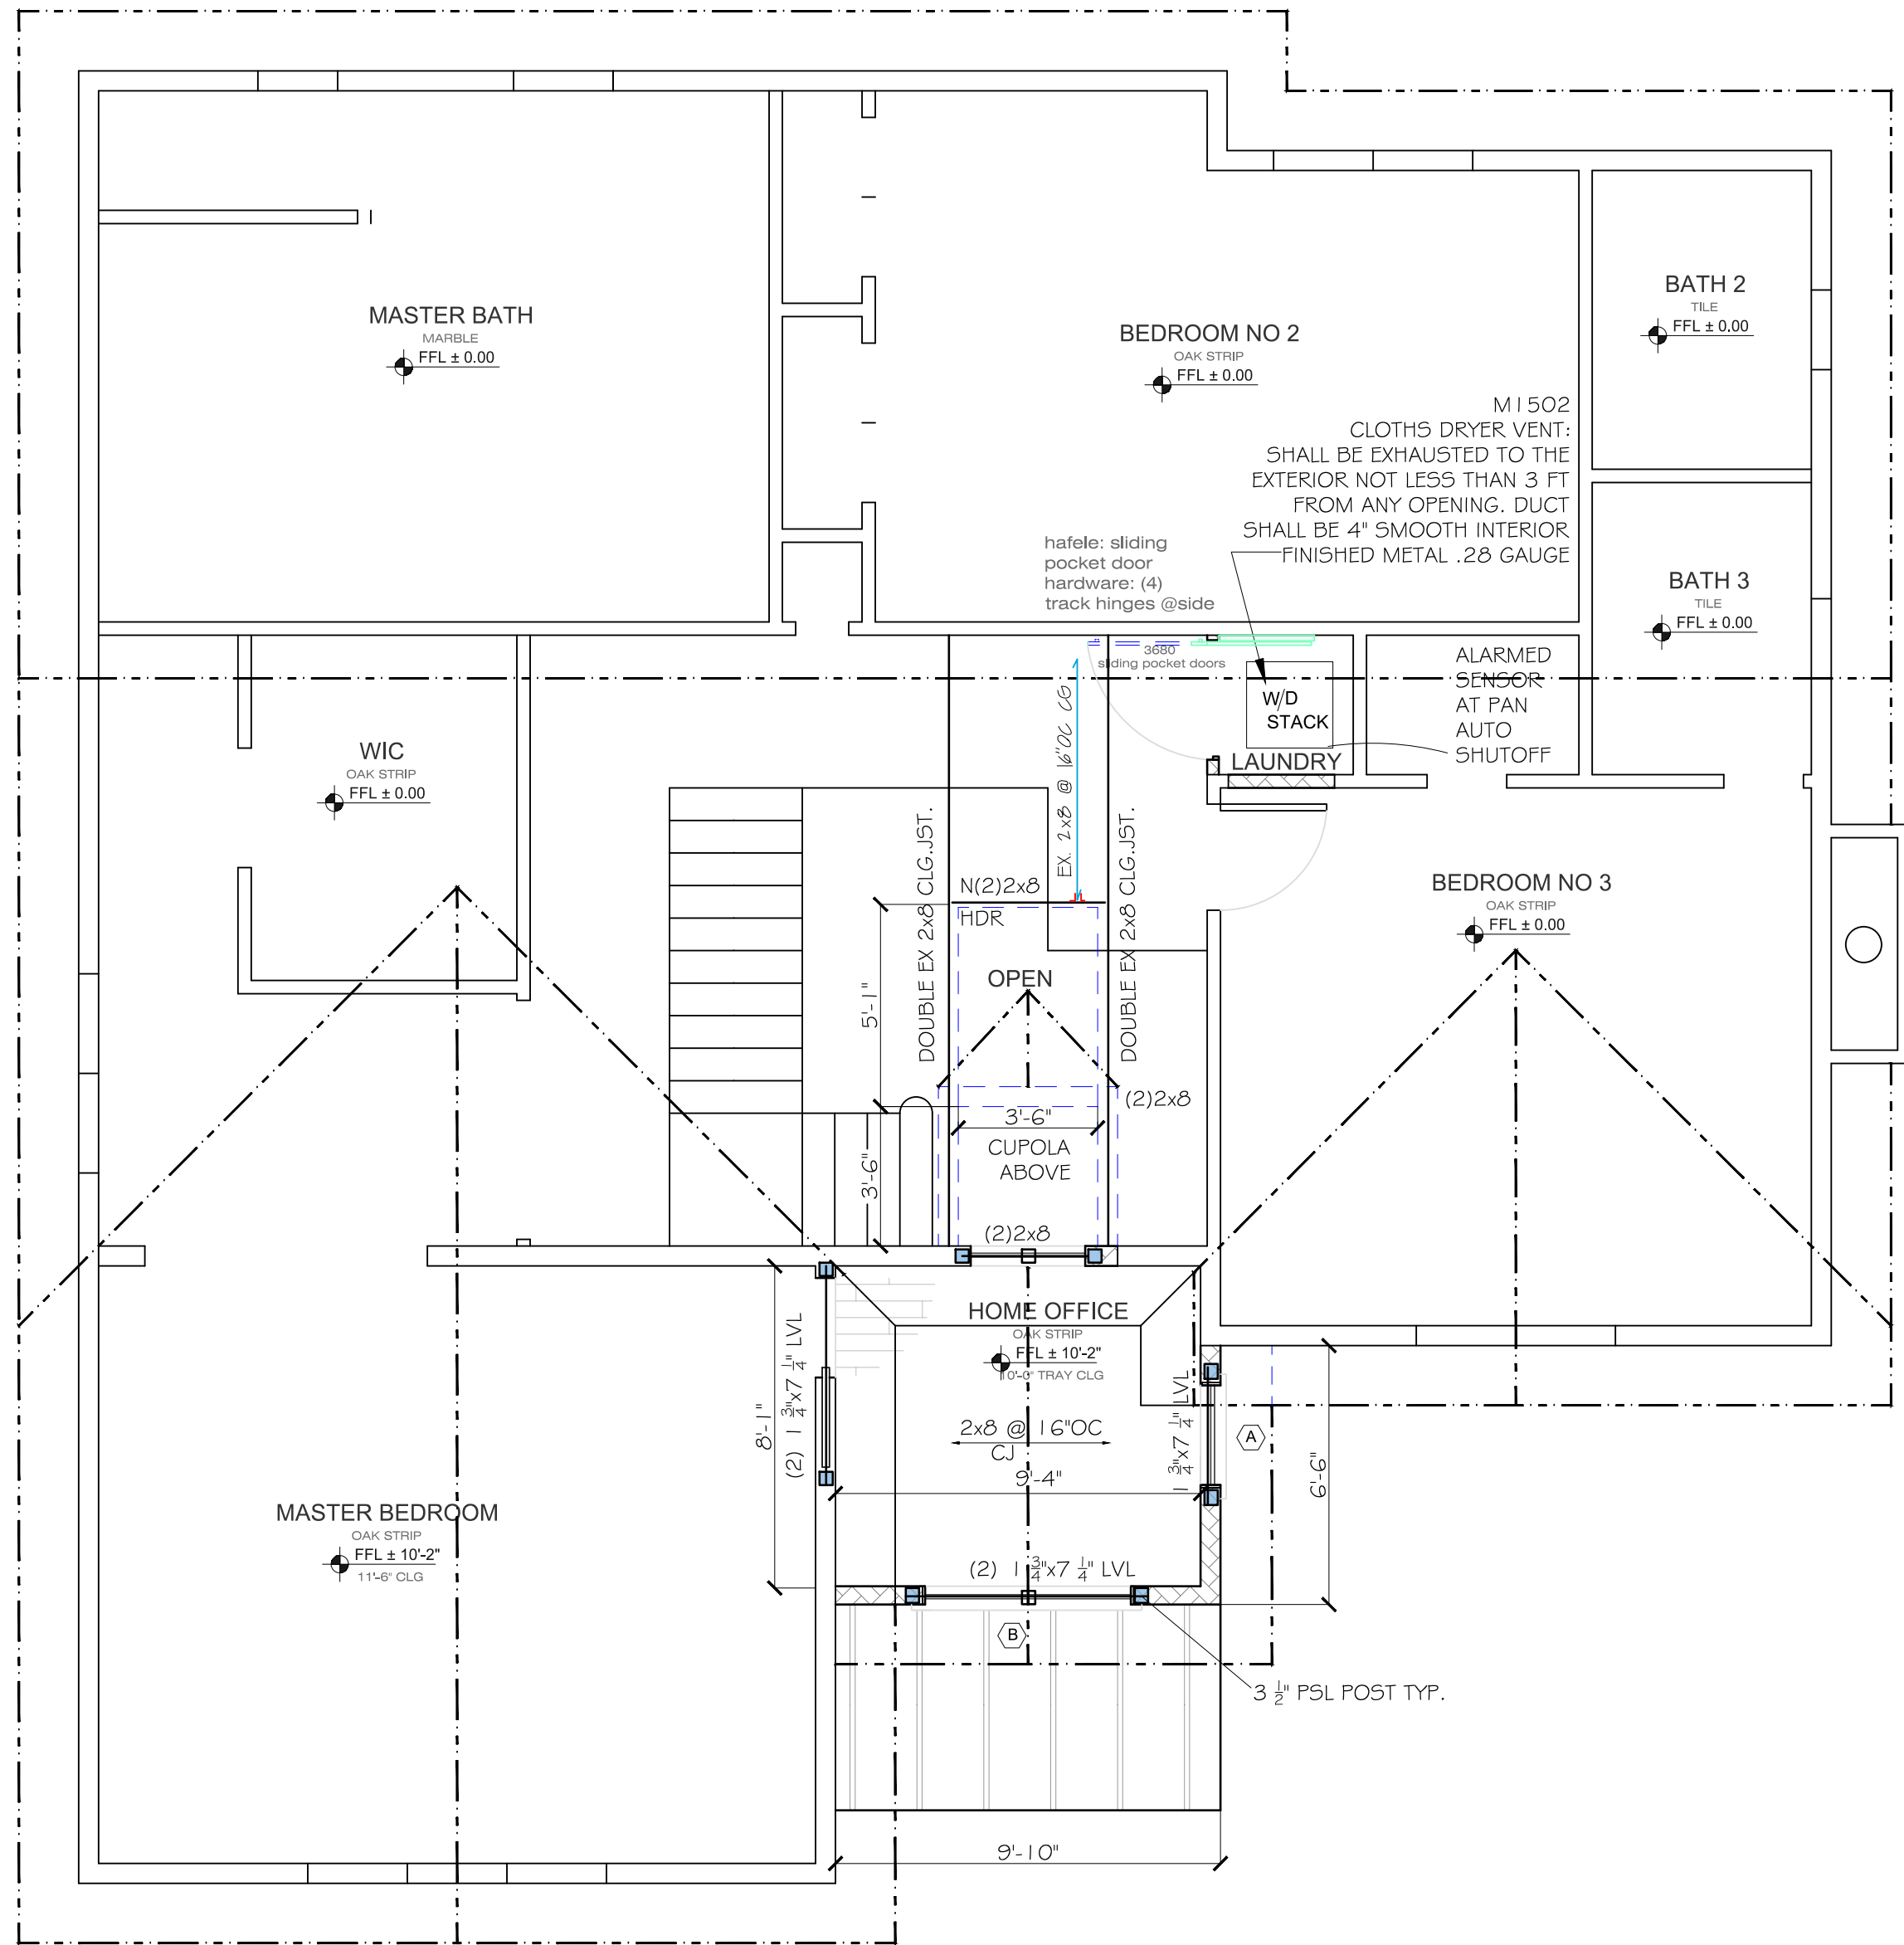 MASTER BATH
MARBLE
FFL ± 0.00
BEDROOM NO 2
OAK STRIP
FFL ± 0.00
BATH 2
TILE
FFL ± 0.00
M1502
CLOTHS DRYER VENT:
SHALL BE EXHAUSTED TO THE
EXTERIOR NOT LESS THAN 3 FT
FROM ANY OPENING. DUCT
SHALL BE 4" SMOOTH INTERIOR
FINISHED METAL .28 GAUGE
hafele: sliding
pocket door
hardware: (4)
track hinges @side
BATH 3
TILE
FFL ± 0.00
3680
sliding pocket doors
ALARMED
SENSOR
AT PAN
AUTO
SHUTOFF
W/D
STACK
LAUNDRY
WIC
OAK STRIP
FFL ± 0.00
EX. 2x8 @ 16"OC CG
DOUBLE EX 2x8 CLG.JST.
DOUBLE EX 2x8 CLG.JST.
N(2)2x8
HDR
BEDROOM NO 3
OAK STRIP
FFL ± 0.00
OPEN
5'-1"
(2)2x8
3'-6"
CUPOLA
ABOVE
3'-6"
(2)2x8
HOME OFFICE
OAK STRIP
FFL ± 10'-2"
10'-0" TRAY CLG
(2) 1 3/4"x7 1/4" LVL
8'-1"
2x8 @ 16"OC
CJ
9'-4"
1 3/4"x7 1/4" LVL
A
6'-6"
MASTER BEDROOM
OAK STRIP
FFL ± 10'-2"
11'-6" CLG
(2) 1 3/4"x7 1/4" LVL
B
3 1/2" PSL POST TYP.
9'-10"